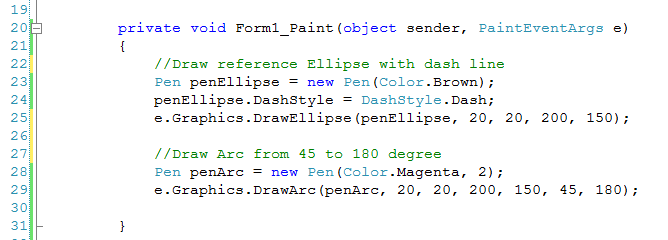 19
20 private void Form1_Paint(object sender, PaintEventArgs e)
21 {
22 //Draw reference Ellipse with dash line
23 Pen penEllipse = new Pen(Color.Brown);
24 penEllipse.DashStyle = DashStyle.Dash;
25 e.Graphics.DrawEllipse(penEllipse, 20, 20, 200, 150);
26
27 //Draw Arc from 45 to 180 degree
28 Pen penArc = new Pen(Color.Magenta, 2);
29 e.Graphics.DrawArc(penArc, 20, 20, 200, 150, 45, 180);
30
31 }